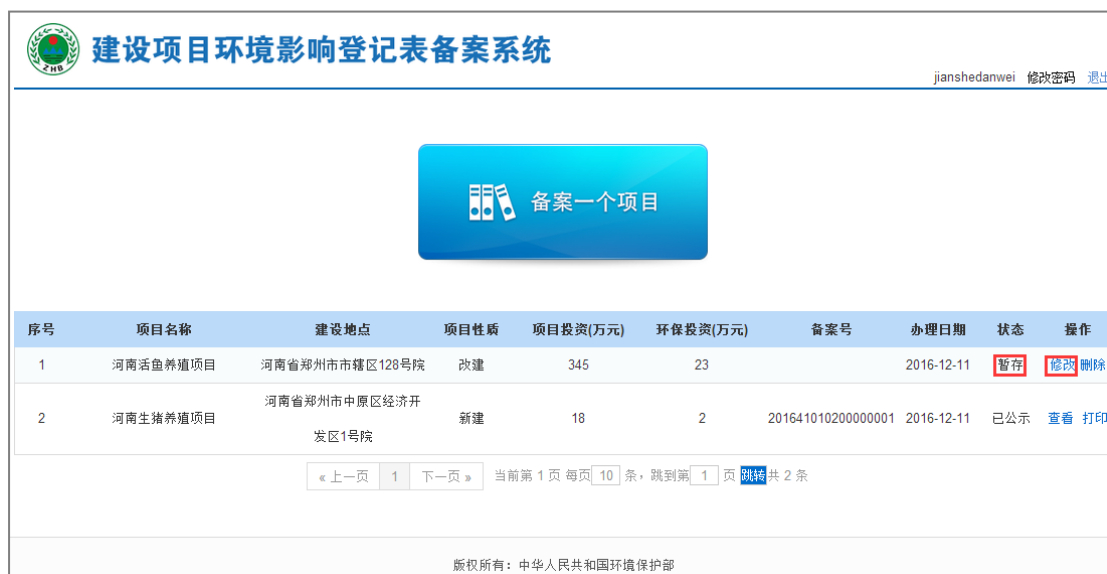 建设项目环境影响登记表备案系统
ZHB
jianshedanwei 修改密码 退出
备案一个项目
序号 项目名称 建设地点 项目性质 项目投资(万元) 环保投资(万元) 备案号 办理日期 状态 操作
1 河南活鱼养殖项目 河南省郑州市市辖区128号院 改建 345 23 2016-12-11 暂存 修改 删除
2 河南生猪养殖项目 河南省郑州市中原区经济开 新建 18 2 201641010200000001 2016-12-11 已公示 查看 打印
发区1号院
« 上一页 1 下一页 » 当前第 1 页 每页 10 条，跳到第 1 页 跳转 共 2 条
版权所有：中华人民共和国环境保护部